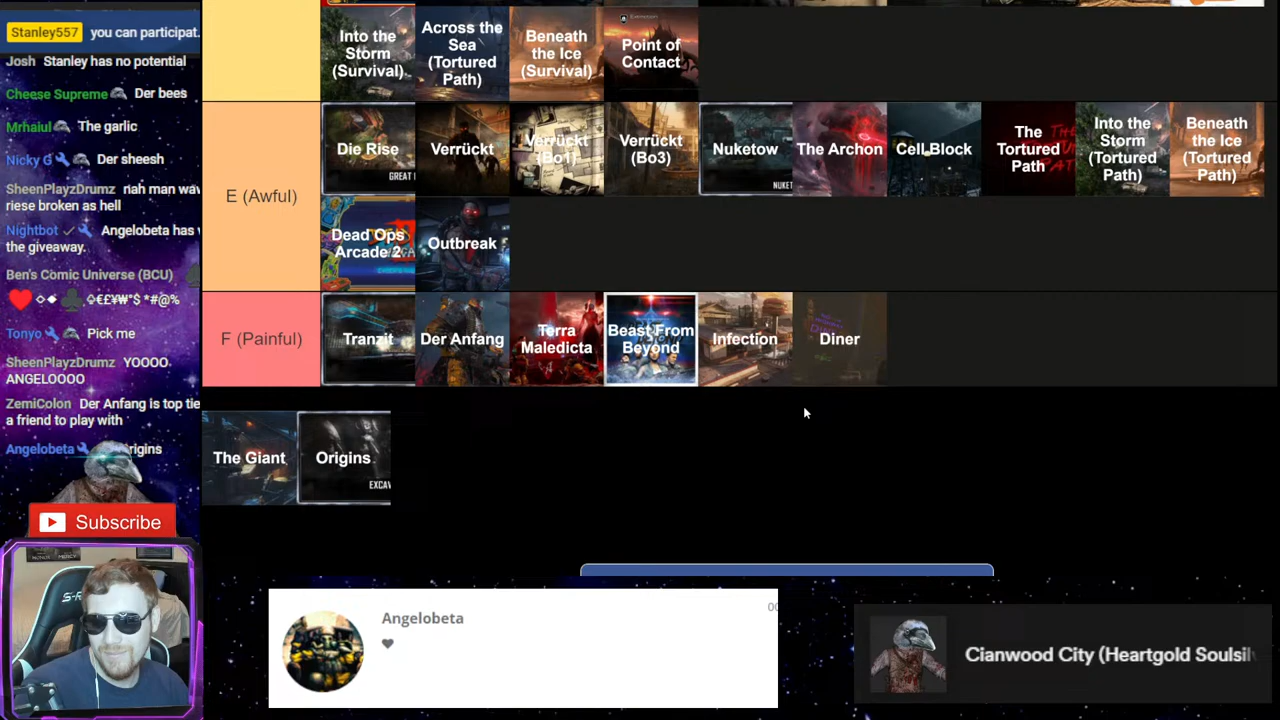 Stanley557 you can participat.
Josh Stanley has no potential
Cheese Supreme Der bees
Mrhaiul The garlic
Nicky G Der sheesh
SheenPlayzDrumz nah man
riese broken as hell
Nightbot Angelobeta has
the giveaway.
Ben's Comic Universe (BCU)
♥️◇◆♣♤€£¥₩°$ *#@%
Tonyo Pick me
SheenPlayzDrumz YOOOO
ANGELOOOO
ZemiColon Der Anfang is top tie
a friend to play with
Angelobeta
Subscribe
Into the
Storm
(Survival)
Across the
Sea
(Tortured
Path)
Beneath
the Ice
(Survival)
Point of
Contact
E (Awful)
Die Rise
Verrückt
Verrückt
(Bo1)
Verrückt
(Bo3)
Nuketow
The Archon
Cell Block
The
Tortured
Path
Into the
Storm
(Tortured
Path)
Beneath
the Ice
(Tortured
Path)
Dead Ops
Arcade 2
Outbreak
F (Painful)
Tranzit
Der Anfang
Terra
Maledicta
Beast From
Beyond
Infection
Diner
The Giant
Origins
EXCAV
Angelobeta
♥
Cianwood City (Heartgold Soulsil